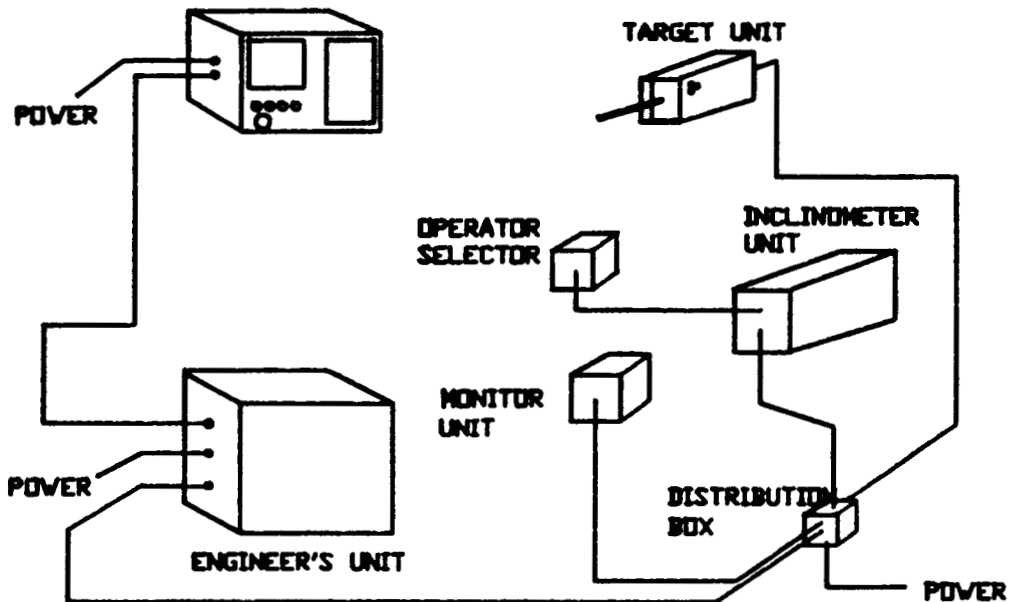 TARGET UNIT
POWER
OPERATOR
SELECTOR
INCLINOMETER
UNIT
MONITOR
UNIT
POWER
DISTRIBUTION
BOX
ENGINEER'S UNIT
POWER